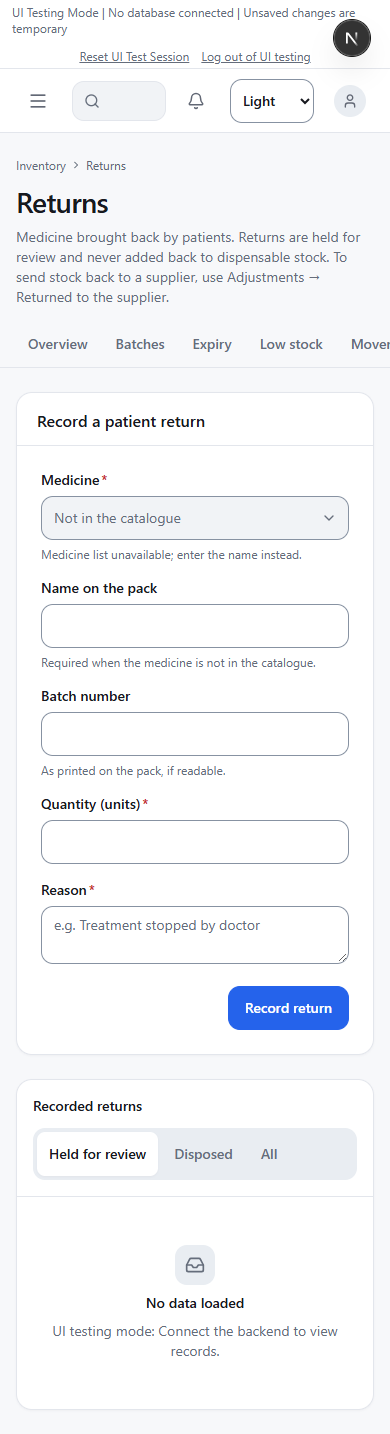 UI Testing Mode | No database connected | Unsaved changes are
temporary
N
Reset UI Test Session Log out of UI testing
Light
Inventory > Returns
Returns
Medicine brought back by patients. Returns are held for
review and never added back to dispensable stock. To
send stock back to a supplier, use Adjustments →
Returned to the supplier.
Overview Batches Expiry Low stock
Record a patient return
Medicine*
Not in the catalogue
Medicine list unavailable; enter the name instead.
Name on the pack
Required when the medicine is not in the catalogue.
Batch number
As printed on the pack, if readable.
Quantity (units)*
Reason*
e.g. Treatment stopped by doctor
Record return
Recorded returns
Held for review Disposed All
No data loaded
UI testing mode: Connect the backend to view
records.